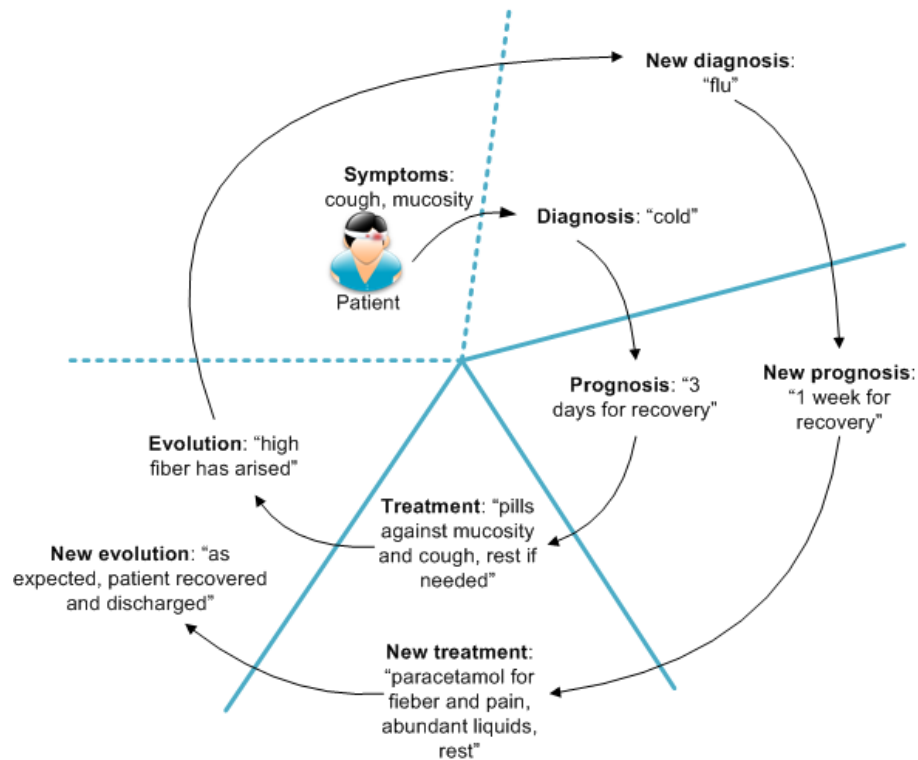 New diagnosis:
“flu”
Symptoms:
cough, mucosity
Patient
Diagnosis: “cold”
Prognosis: “3
days for recovery”
New prognosis:
“1 week for
recovery”
Evolution: “high
fiber has arised”
Treatment: “pills
against mucosity
and cough, rest if
needed”
New evolution: “as
expected, patient recovered
and discharged”
New treatment:
“paracetamol for
fieber and pain,
abundant liquids,
rest”